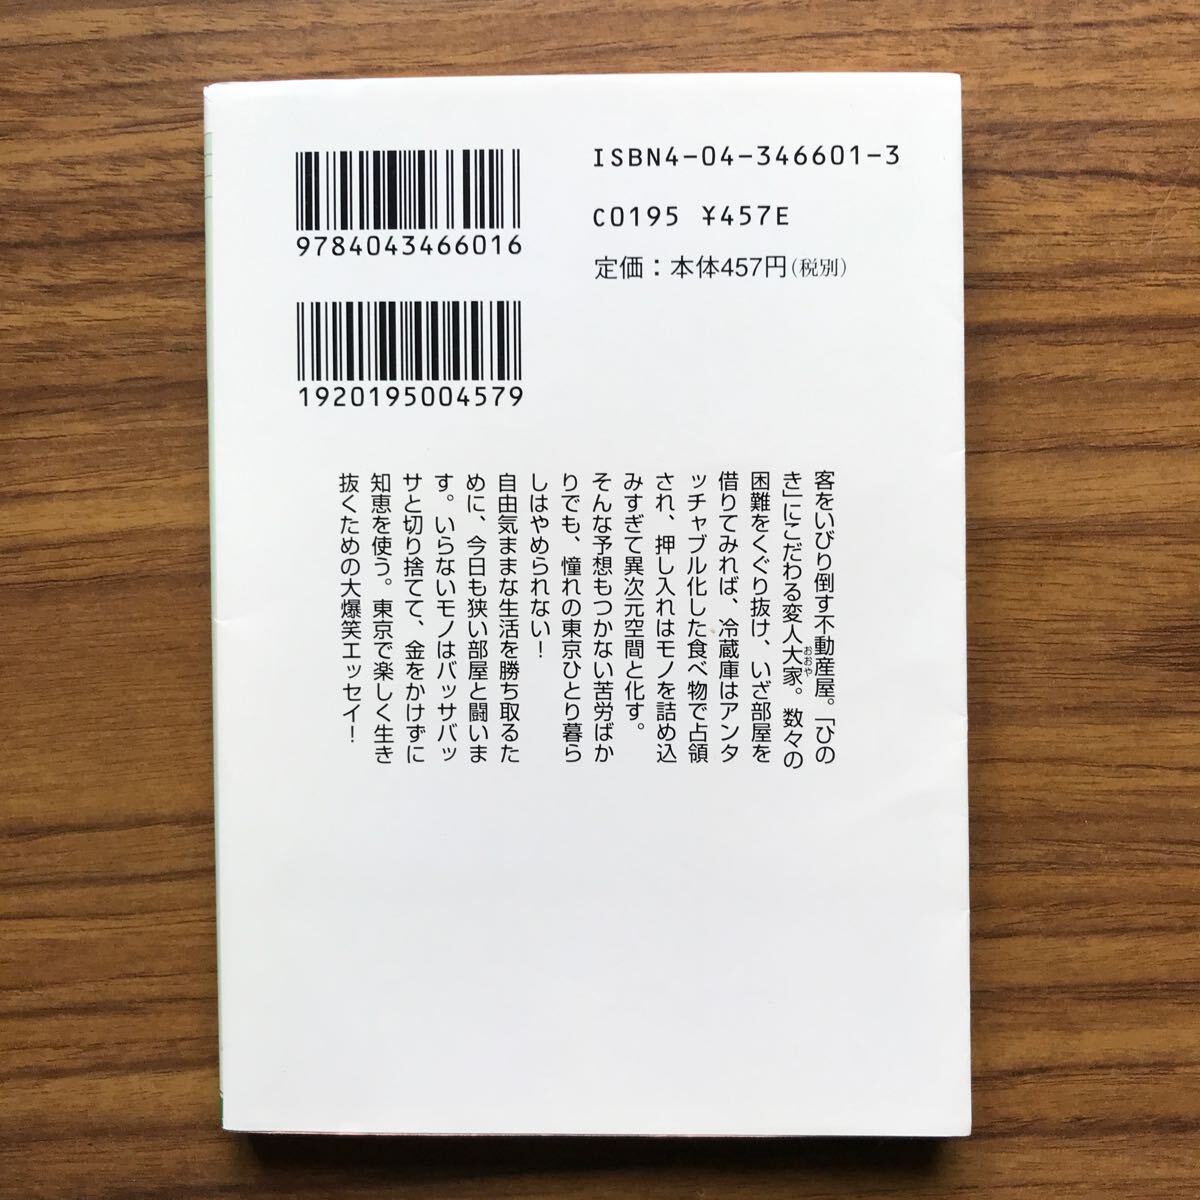 9784043466016
1920195004579
ISBN4-04-346601-3
C0195 ¥457E
定価：本体457円（税別）
客をいびり倒す不動産屋。「ひの
き」にこだわる変人大家。数々の
おおや
困難をくぐり抜け、いざ部屋を
借りてみれば、冷蔵庫はアンタ
ッチャブル化した食べ物で占領
され、押し入れはモノを詰め込
みすぎて異次元空間と化す。
そんな予想もつかない苦労ばか
りでも、憧れの東京ひとり暮ら
しはやめられない！
自由気ままな生活を勝ち取るた
めに、今日も狭い部屋と闘いま
す。いらないモノはバッサバッ
サと切り捨てて、金をかけずに
知恵を使う。東京で楽しく生き
抜くための大爆笑エッセイ！